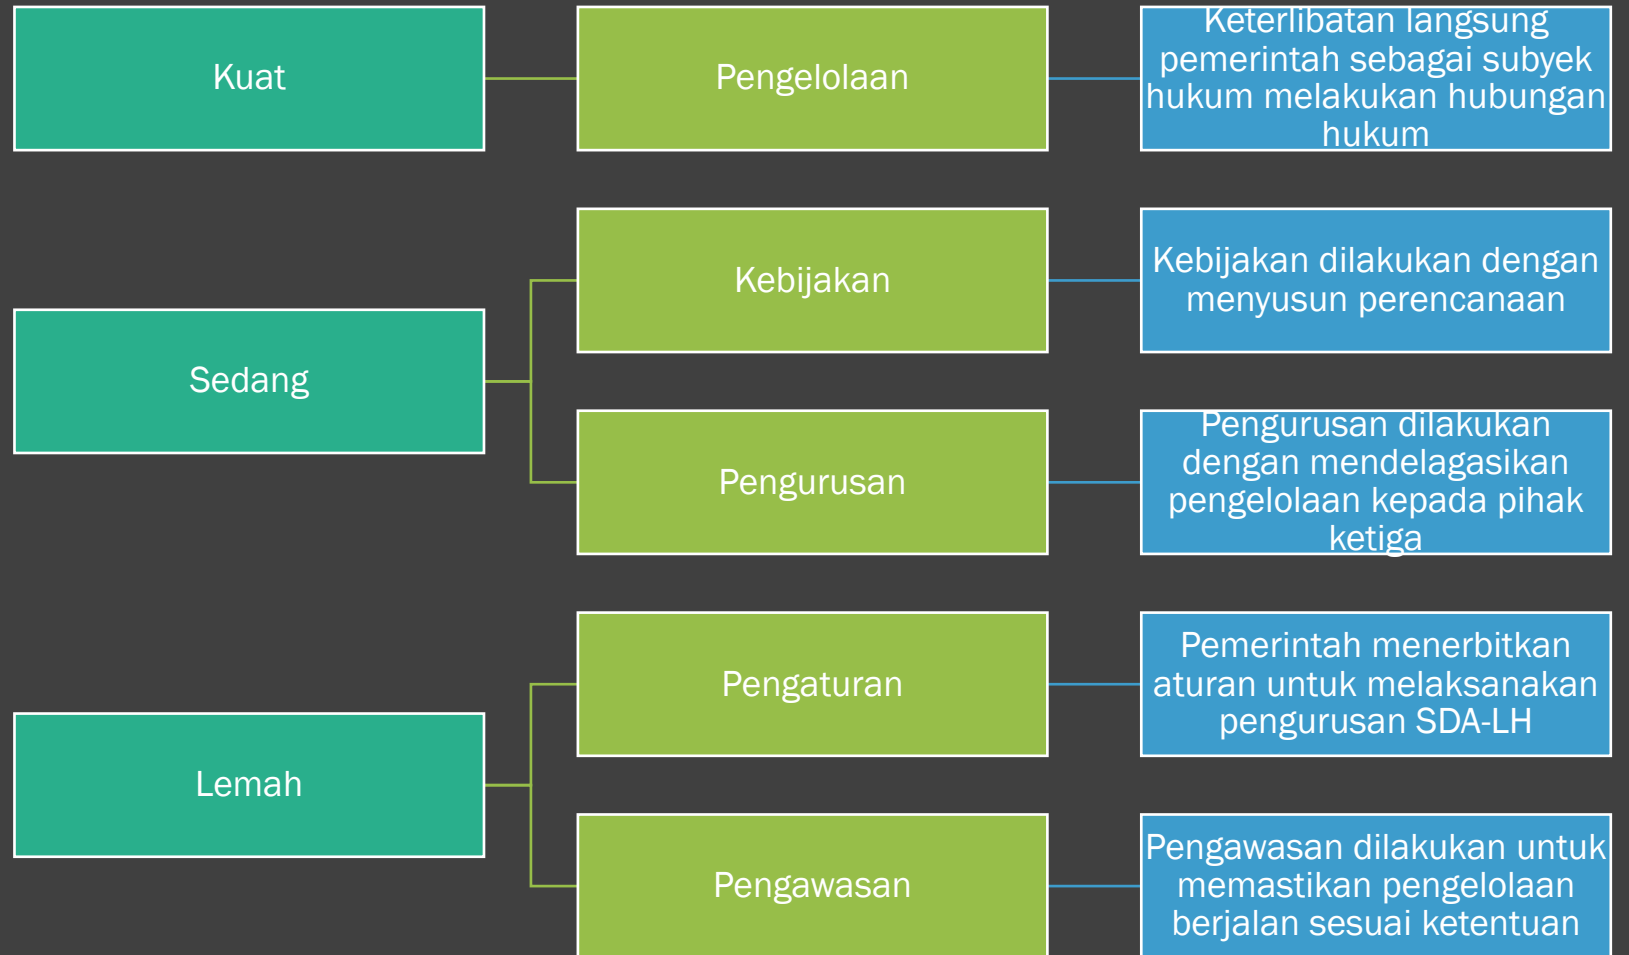 Kuat
Pengelolaan
Keterlibatan langsung
pemerintah sebagai subyek
hukum melakukan hubungan
hukum
Sedang
Kebijakan
Kebijakan dilakukan dengan
menyusun perencanaan
Pengurusan
Pengurusan dilakukan
dengan mendelagasikan
pengelolaan kepada pihak
ketiga
Lemah
Pengaturan
Pemerintah menerbitkan
aturan untuk melaksanakan
pengurusan SDA-LH
Pengawasan
Pengawasan dilakukan untuk
memastikan pengelolaan
berjalan sesuai ketentuan